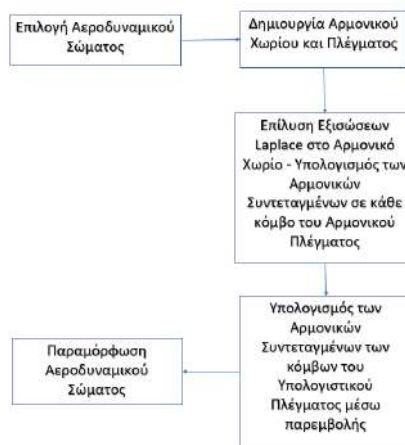 Επιλογή Αεροδυναμικού
Σώματος
Δημιουργία Αρμονικού
Χωρίου και Πλέγματος
Επίλυση Εξισώσεων
Laplace στο Αρμονικό
Χωρίο - Υπολογισμός των
Αρμονικών
Συντεταγμένων σε κάθε
κόμβο του Αρμονικού
Πλέγματος
Υπολογισμός των
Αρμονικών
Συντεταγμένων των
κόμβων του
Υπολογιστικού
Πλέγματος μέσω
παρεμβολής
Παραμόρφωση
Αεροδυναμικού
Σώματος